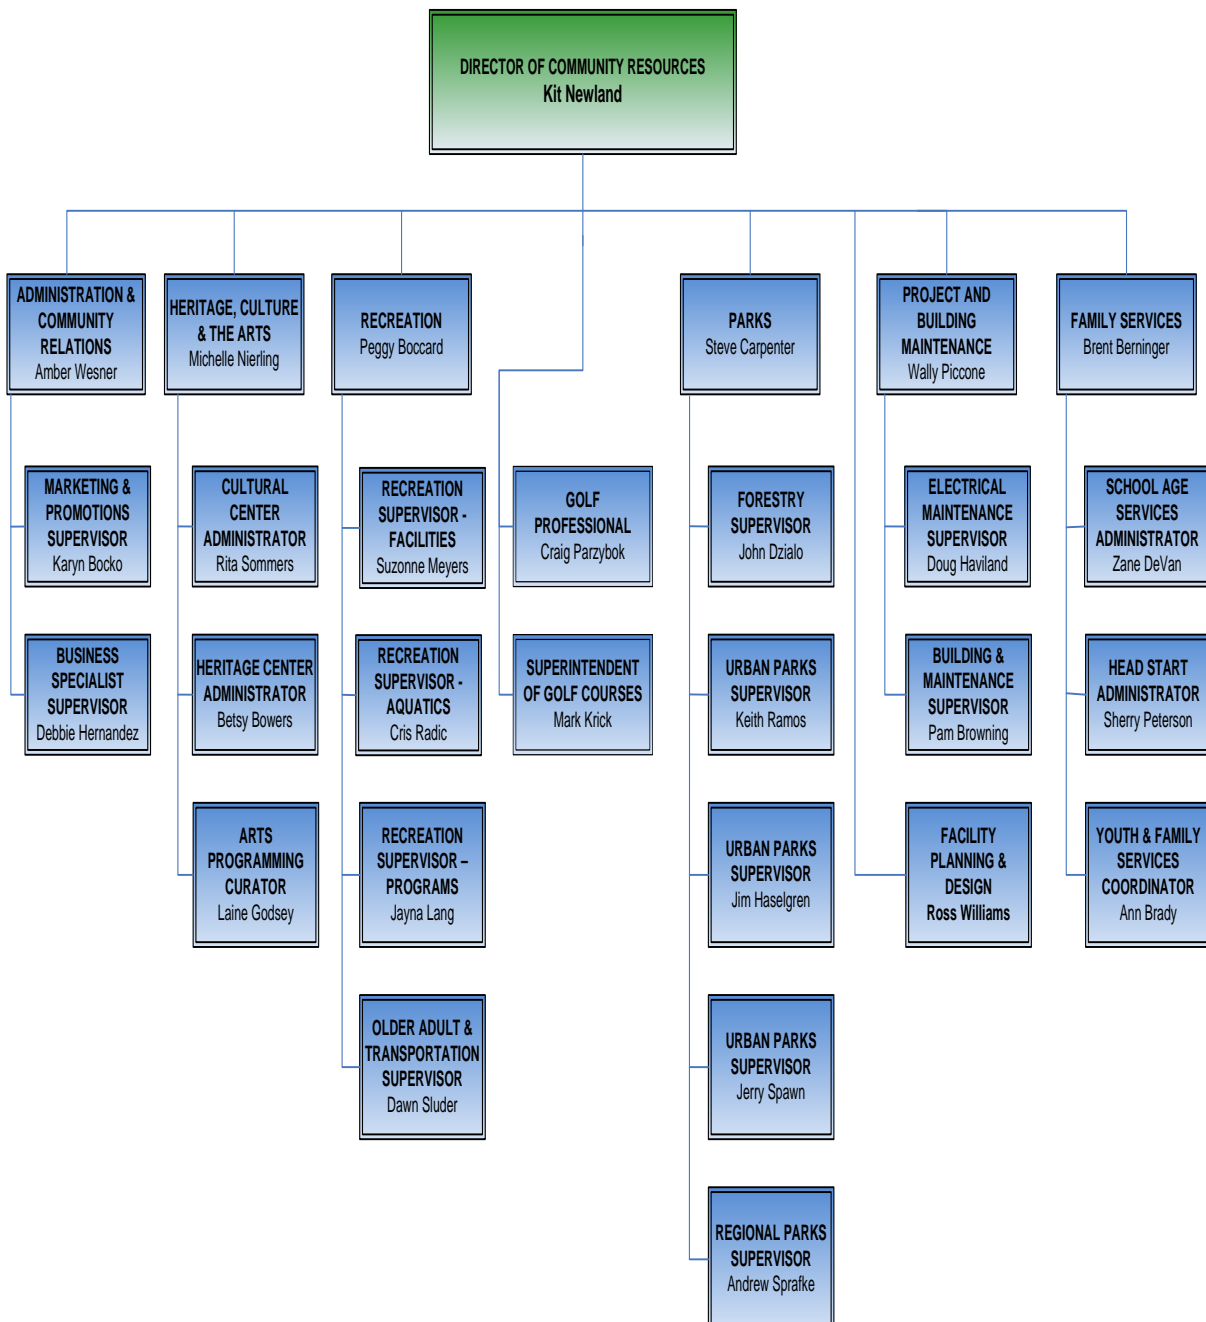 DIRECTOR OF COMMUNITY RESOURCES
Kit Newland
ADMINISTRATION &
COMMUNITY
RELATIONS
Amber Wesner
HERITAGE, CULTURE
& THE ARTS
Michelle Nierling
RECREATION
Peggy Boccard
PARKS
Steve Carpenter
PROJECT AND
BUILDING
MAINTENANCE
Wally Piccone
FAMILY SERVICES
Brent Berninger
MARKETING &
PROMOTIONS
SUPERVISOR
Karyn Bocko
CULTURAL
CENTER
ADMINISTRATOR
Rita Sommers
RECREATION
SUPERVISOR -
FACILITIES
Suzonne Meyers
GOLF
PROFESSIONAL
Craig Parzybok
FORESTRY
SUPERVISOR
John Dzialo
ELECTRICAL
MAINTENANCE
SUPERVISOR
Doug Haviland
SCHOOL AGE
SERVICES
ADMINISTRATOR
Zane DeVan
BUSINESS
SPECIALIST
SUPERVISOR
Debbie Hernandez
HERITAGE CENTER
ADMINISTRATOR
Betsy Bowers
RECREATION
SUPERVISOR -
AQUATICS
Cris Radic
SUPERINTENDENT
OF GOLF COURSES
Mark Krick
URBAN PARKS
SUPERVISOR
Keith Ramos
BUILDING &
MAINTENANCE
SUPERVISOR
Pam Browning
HEAD START
ADMINISTRATOR
Sherry Peterson
ARTS
PROGRAMMING
CURATOR
Laine Godsey
RECREATION
SUPERVISOR –
PROGRAMS
Jayna Lang
URBAN PARKS
SUPERVISOR
Jim Haselgren
FACILITY
PLANNING &
DESIGN
Ross Williams
YOUTH & FAMILY
SERVICES
COORDINATOR
Ann Brady
OLDER ADULT &
TRANSPORTATION
SUPERVISOR
Dawn Sluder
URBAN PARKS
SUPERVISOR
Jerry Spawn
REGIONAL PARKS
SUPERVISOR
Andrew Sprafke